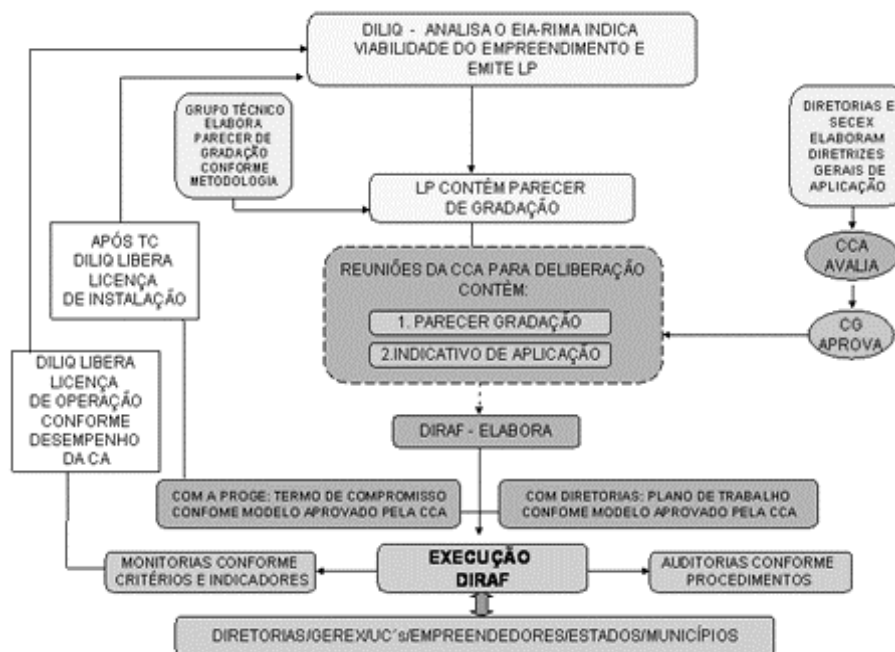 DILIQ - ANALISA O EIA-RIMA INDICA
VIABILIDADE DO EMPREENDIMENTO E
EMITE LP
GRUPO TÉCNICO
ELABORA
PARECER DE
GRADAÇÃO
CONFORME
METODOLOGIA
DIRETORIAS E
SECEX
ELABORAM
DIRETRIZES
GERAIS DE
APLICAÇÃO
LP CONTÊM PARECER
DE GRADAÇÃO
APÓS TC
DILIQ LIBERA
LICENÇA
DE INSTALAÇÃO
CCA
AVALIA
REUNIÕES DA CCA PARA DELIBERAÇÃO
CONTÊM:
1. PARECER GRADAÇÃO
2.INDICATIVO DE APLICAÇÃO
CG
APROVA
DILIQ LIBERA
LICENÇA
DE OPERAÇÃO
CONFORME
DESEMPENHO
DA CA
DIRAF - ELABORA
COM A PROGE: TERMO DE COMPROMISSO
CONFOME MODELO APROVADO PELA CCA
COM DIRETORIAS: PLANO DE TRABALHO
CONFOME MODELO APROVADO PELA CCA
MONITORIAS CONFORME
CRITÉRIOS E INDICADORES
EXECUÇÃO
DIRAF
AUDITORIAS CONFORME
PROCEDIMENTOS
DIRETORIAS/GEREX/UC´s/EMPREENDEDORES/ESTADOS/MUNICÍPIOS